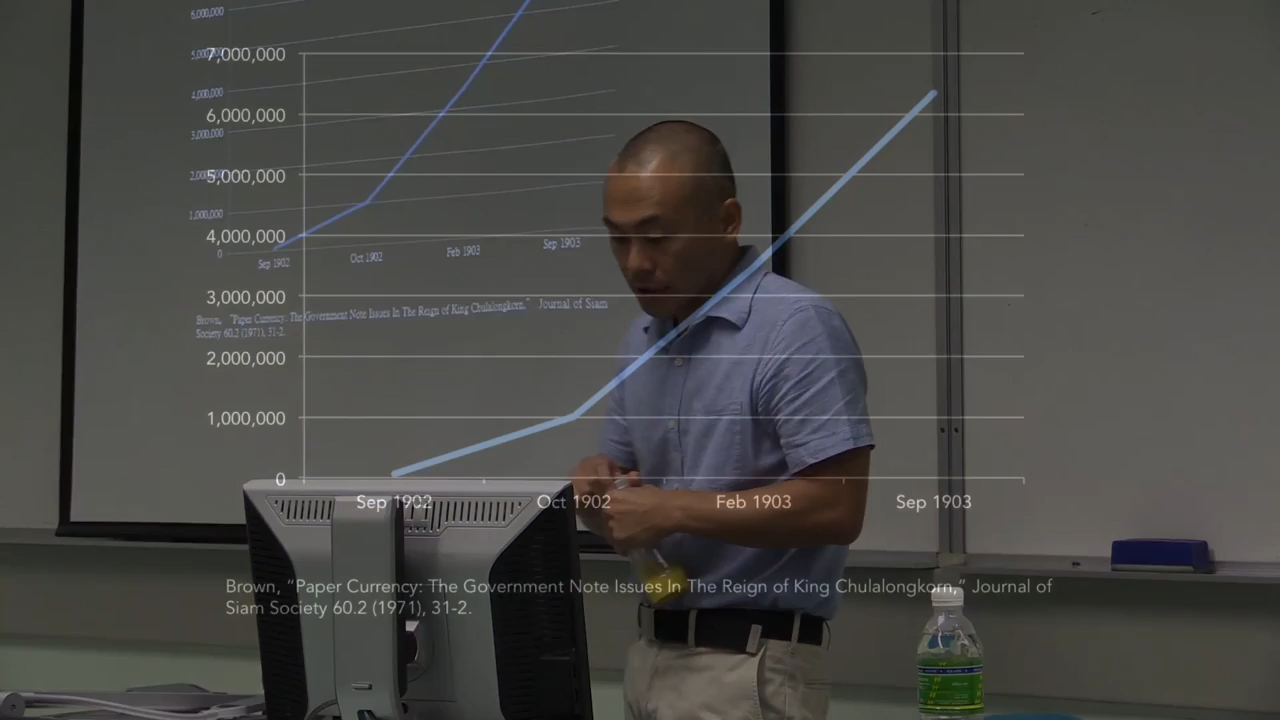 6,000,000
5,000,000
4,000,000
3,000,000
2,000,000
1,000,000
0
Sep 1902 Oct 1902 Feb 1903 Sep 1903
Brown, "Paper Currency: The Government Note Issues In The Reign of King Chulalongkorn," Journal of Siam
Society 60.2 (1971), 31-2.
7,000,000
6,000,000
5,000,000
4,000,000
3,000,000
2,000,000
1,000,000
0
Sep 1902 Oct 1902 Feb 1903 Sep 1903
Brown, "Paper Currency: The Government Note Issues In The Reign of King Chulalongkorn," Journal of
Siam Society 60.2 (1971), 31-2.